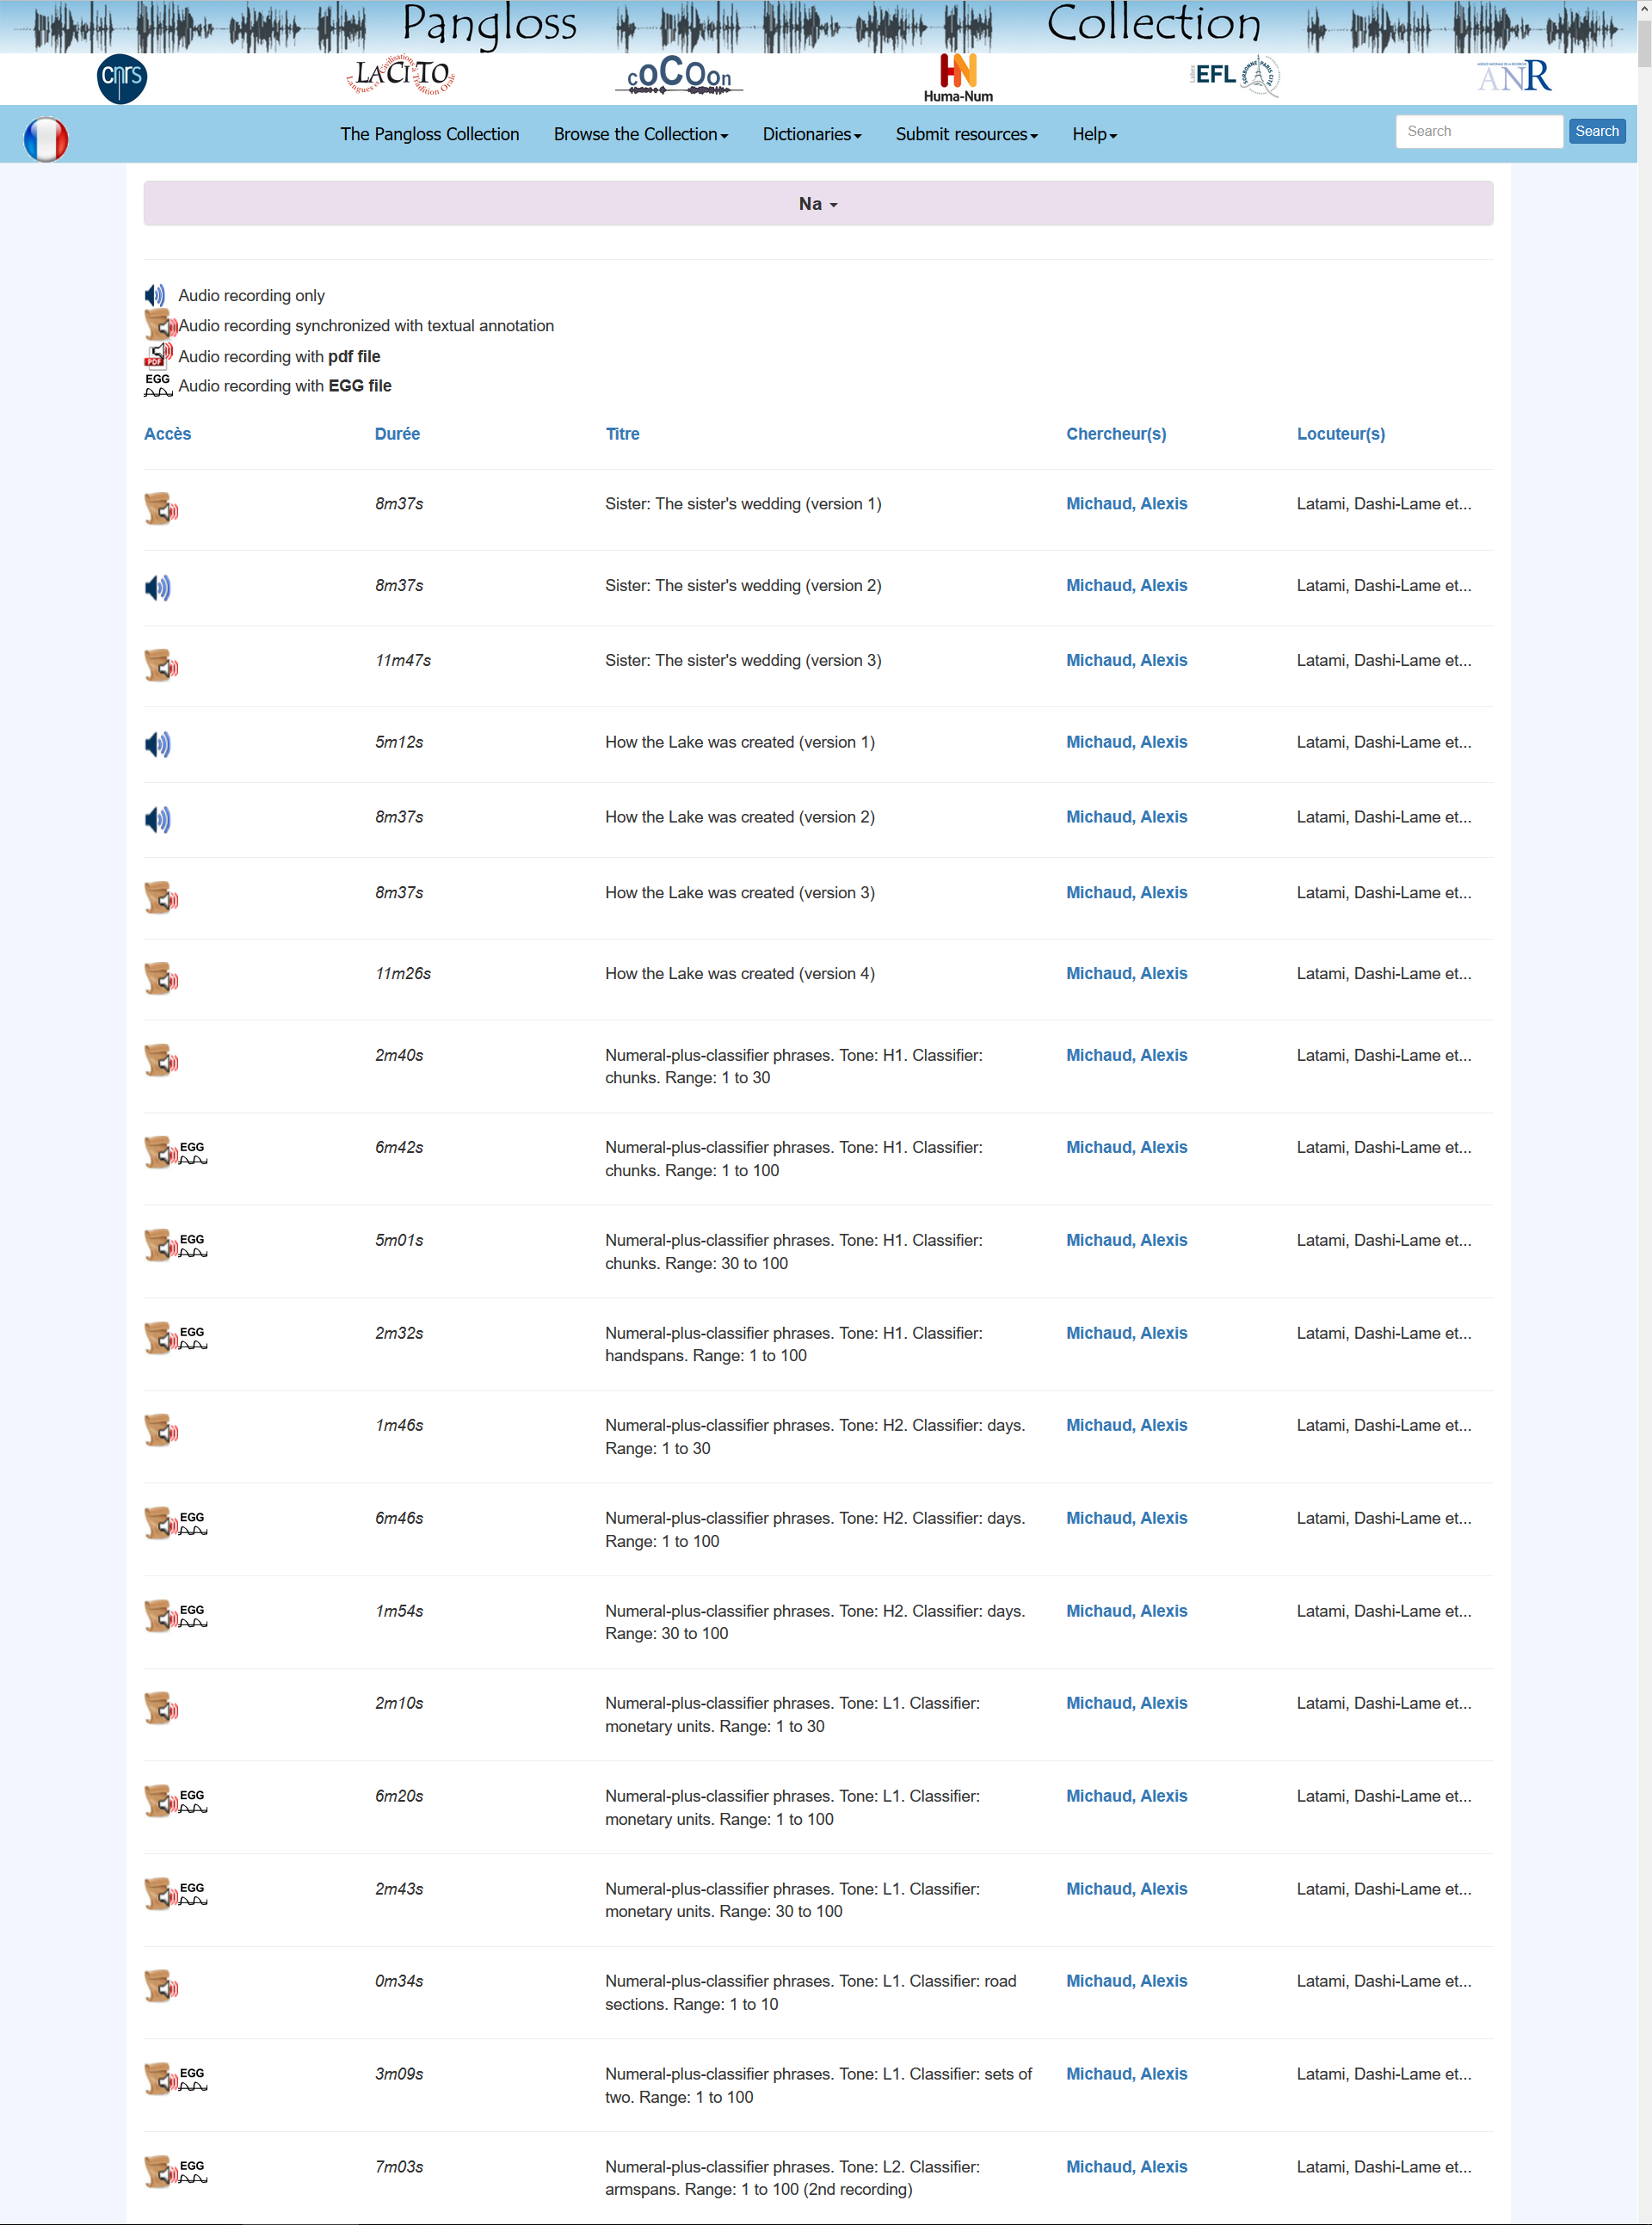 Pangloss Collection
cnrs
LACITO
Langues et Civilisations à Tradition Orale
coCOon
HN
Huma-Num
EFL
ANR
The Pangloss Collection Browse the Collection Dictionaries Submit resources Help Search Search
Na
Audio recording only
Audio recording synchronized with textual annotation
PDF Audio recording with pdf file
EGG Audio recording with EGG file
Accès Durée Titre Chercheur(s) Locuteur(s)
8m37s Sister: The sister's wedding (version 1) Michaud, Alexis Latami, Dashi-Lame et...
8m37s Sister: The sister's wedding (version 2) Michaud, Alexis Latami, Dashi-Lame et...
11m47s Sister: The sister's wedding (version 3) Michaud, Alexis Latami, Dashi-Lame et...
5m12s How the Lake was created (version 1) Michaud, Alexis Latami, Dashi-Lame et...
8m37s How the Lake was created (version 2) Michaud, Alexis Latami, Dashi-Lame et...
8m37s How the Lake was created (version 3) Michaud, Alexis Latami, Dashi-Lame et...
11m26s How the Lake was created (version 4) Michaud, Alexis Latami, Dashi-Lame et...
2m40s Numeral-plus-classifier phrases. Tone: H1. Classifier: Michaud, Alexis Latami, Dashi-Lame et...
chunks. Range: 1 to 30
EGG 6m42s Numeral-plus-classifier phrases. Tone: H1. Classifier: Michaud, Alexis Latami, Dashi-Lame et...
chunks. Range: 1 to 100
EGG 5m01s Numeral-plus-classifier phrases. Tone: H1. Classifier: Michaud, Alexis Latami, Dashi-Lame et...
chunks. Range: 30 to 100
EGG 2m32s Numeral-plus-classifier phrases. Tone: H1. Classifier: Michaud, Alexis Latami, Dashi-Lame et...
handspans. Range: 1 to 100
1m46s Numeral-plus-classifier phrases. Tone: H2. Classifier: days. Michaud, Alexis Latami, Dashi-Lame et...
Range: 1 to 30
EGG 6m46s Numeral-plus-classifier phrases. Tone: H2. Classifier: days. Michaud, Alexis Latami, Dashi-Lame et...
Range: 1 to 100
EGG 1m54s Numeral-plus-classifier phrases. Tone: H2. Classifier: days. Michaud, Alexis Latami, Dashi-Lame et...
Range: 30 to 100
2m10s Numeral-plus-classifier phrases. Tone: L1. Classifier: Michaud, Alexis Latami, Dashi-Lame et...
monetary units. Range: 1 to 30
EGG 6m20s Numeral-plus-classifier phrases. Tone: L1. Classifier: Michaud, Alexis Latami, Dashi-Lame et...
monetary units. Range: 1 to 100
EGG 2m43s Numeral-plus-classifier phrases. Tone: L1. Classifier: Michaud, Alexis Latami, Dashi-Lame et...
monetary units. Range: 30 to 100
0m34s Numeral-plus-classifier phrases. Tone: L1. Classifier: road Michaud, Alexis Latami, Dashi-Lame et...
sections. Range: 1 to 10
EGG 3m09s Numeral-plus-classifier phrases. Tone: L1. Classifier: sets of Michaud, Alexis Latami, Dashi-Lame et...
two. Range: 1 to 100
EGG 7m03s Numeral-plus-classifier phrases. Tone: L2. Classifier: Michaud, Alexis Latami, Dashi-Lame et...
armspans. Range: 1 to 100 (2nd recording)